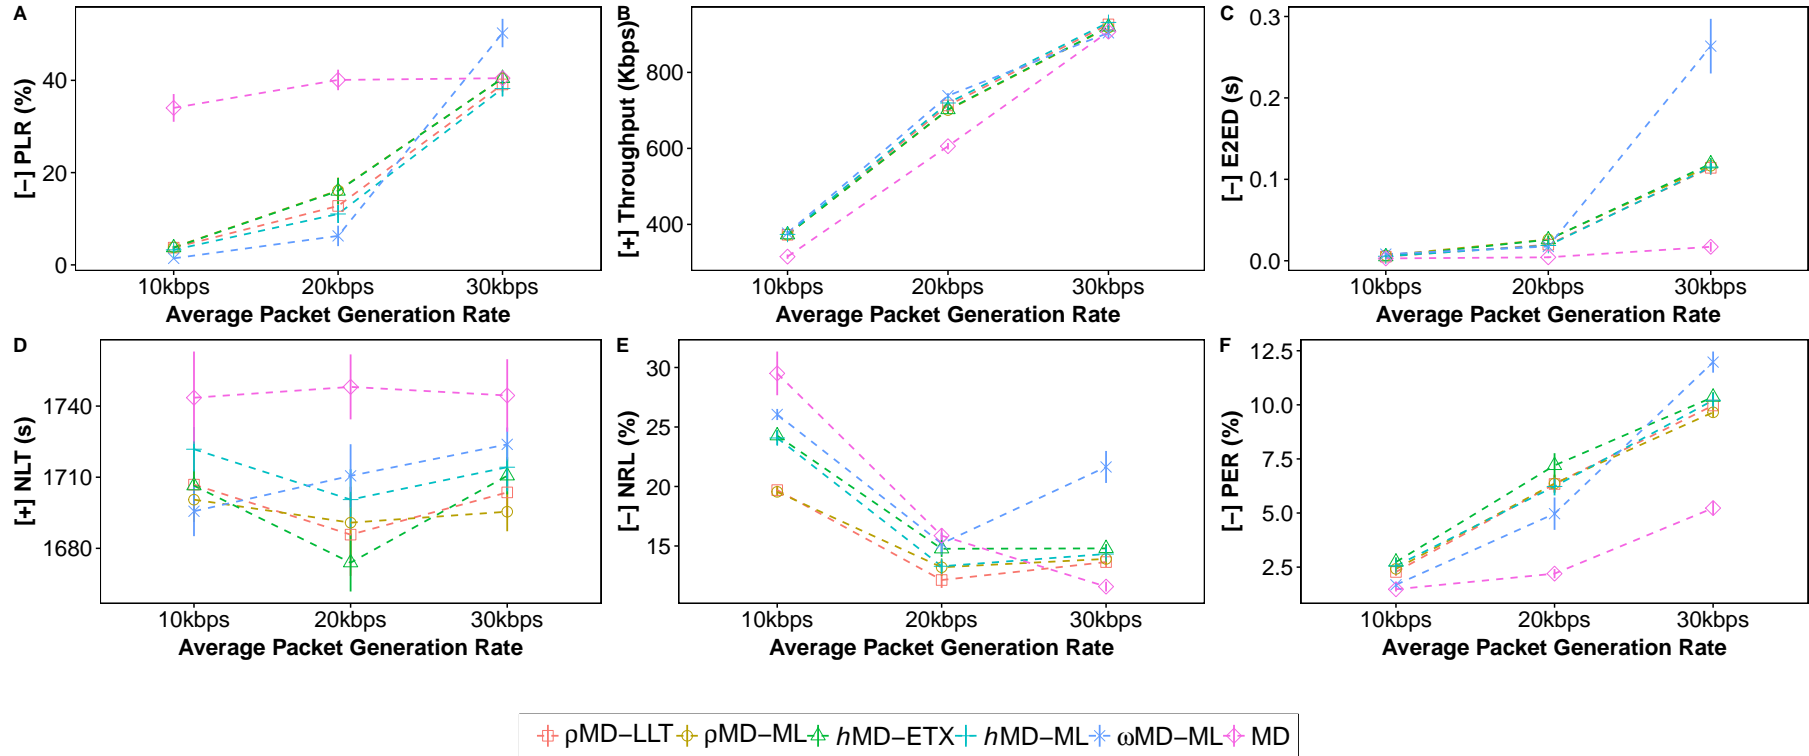 A
[−] PLR (%)
40
20
0
10kbps 20kbps 30kbps
Average Packet Generation Rate
B
[+] Throughput (Kbps)
800
600
400
10kbps 20kbps 30kbps
Average Packet Generation Rate
C
[−] E2ED (s)
0.3
0.2
0.1
0.0
10kbps 20kbps 30kbps
Average Packet Generation Rate
D
[+] NLT (s)
1740
1710
1680
10kbps 20kbps 30kbps
Average Packet Generation Rate
E
[−] NRL (%)
30
25
20
15
10kbps 20kbps 30kbps
Average Packet Generation Rate
F
[−] PER (%)
12.5
10.0
7.5
5.0
2.5
10kbps 20kbps 30kbps
Average Packet Generation Rate
ρMD−LLT ρMD−ML hMD−ETX hMD−ML ωMD−ML MD